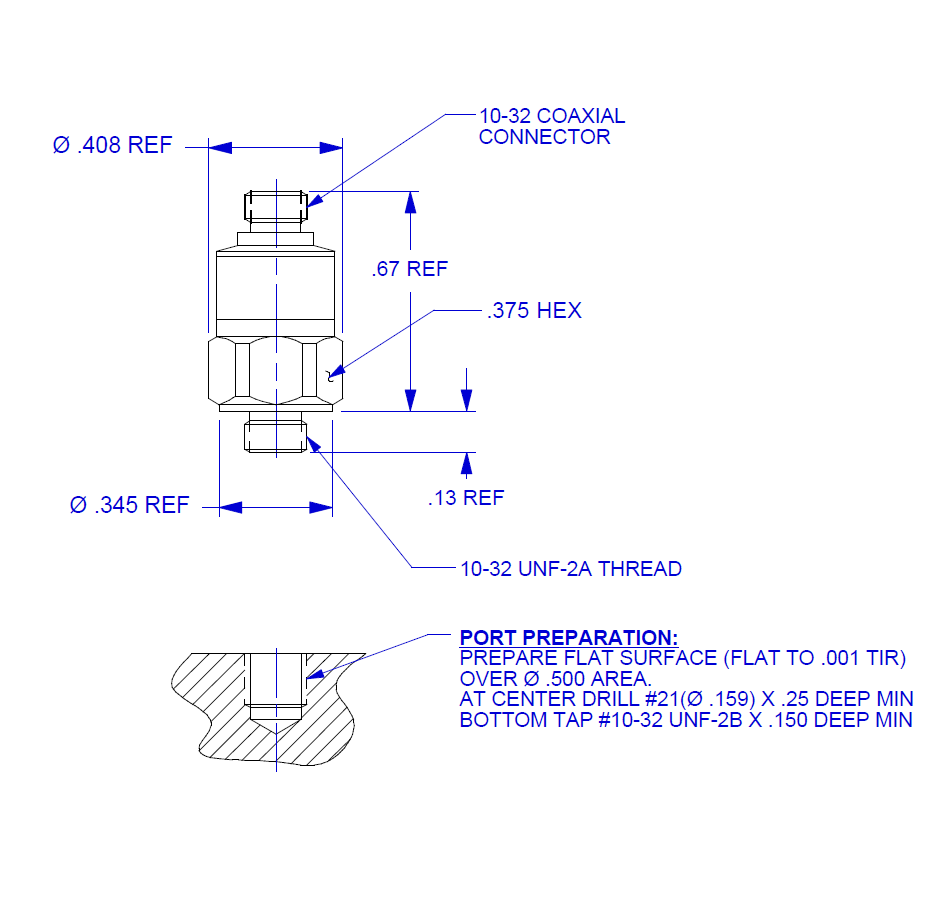 10-32 COAXIAL
CONNECTOR
Ø .408 REF
.67 REF
.375 HEX
.13 REF
Ø .345 REF
10-32 UNF-2A THREAD
PORT PREPARATION:
PREPARE FLAT SURFACE (FLAT TO .001 TIR)
OVER Ø .500 AREA.
AT CENTER DRILL #21(Ø .159) X .25 DEEP MIN
BOTTOM TAP #10-32 UNF-2B X .150 DEEP MIN